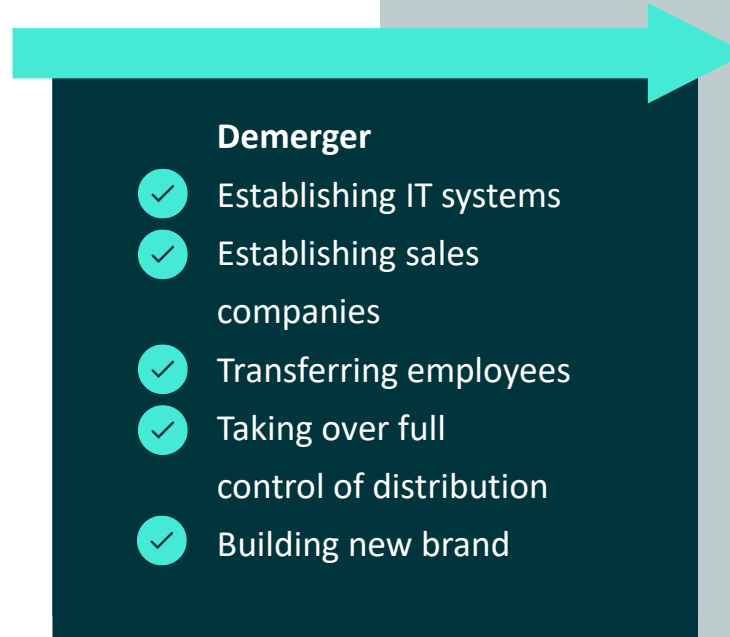 Demerger
Establishing IT systems
Establishing sales
companies
Transferring employees
Taking over full
control of distribution
Building new brand